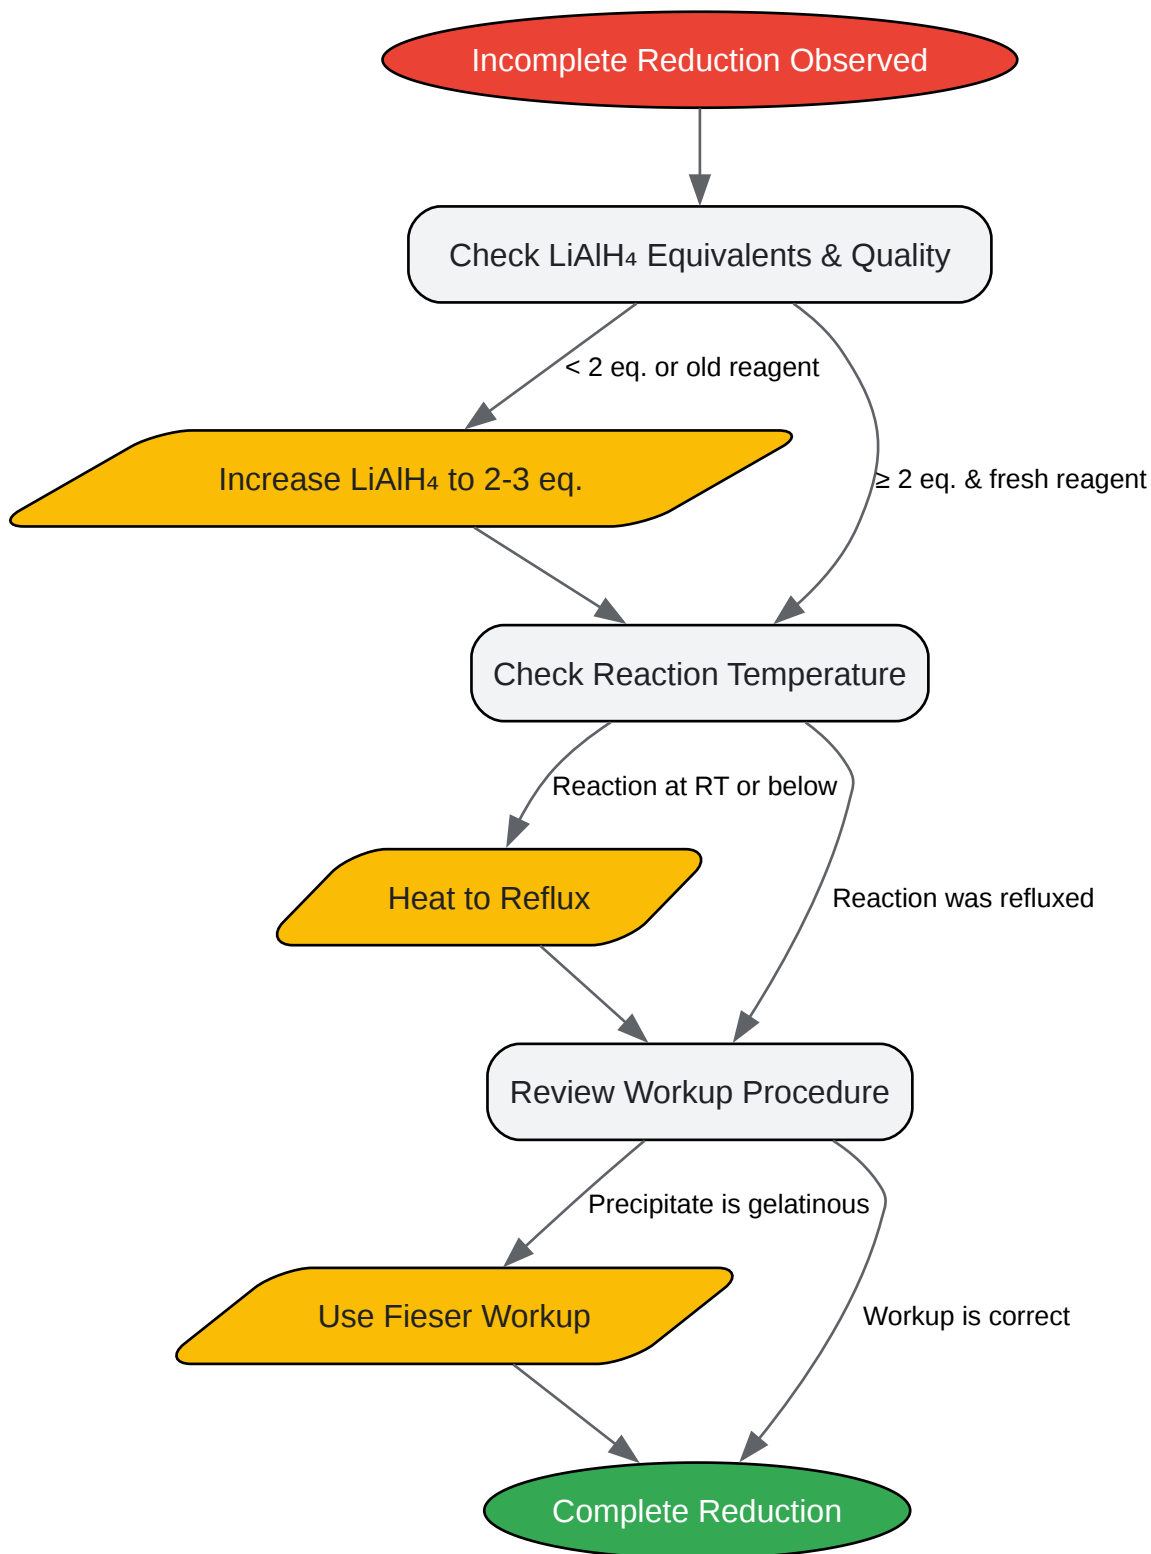 Incomplete Reduction Observed
Check LiAlH₄ Equivalents & Quality
< 2 eq. or old reagent
Increase LiAlH₄ to 2-3 eq.
≥ 2 eq. & fresh reagent
Check Reaction Temperature
Reaction at RT or below
Heat to Reflux
Reaction was refluxed
Review Workup Procedure
Precipitate is gelatinous
Use Fieser Workup
Workup is correct
Complete Reduction